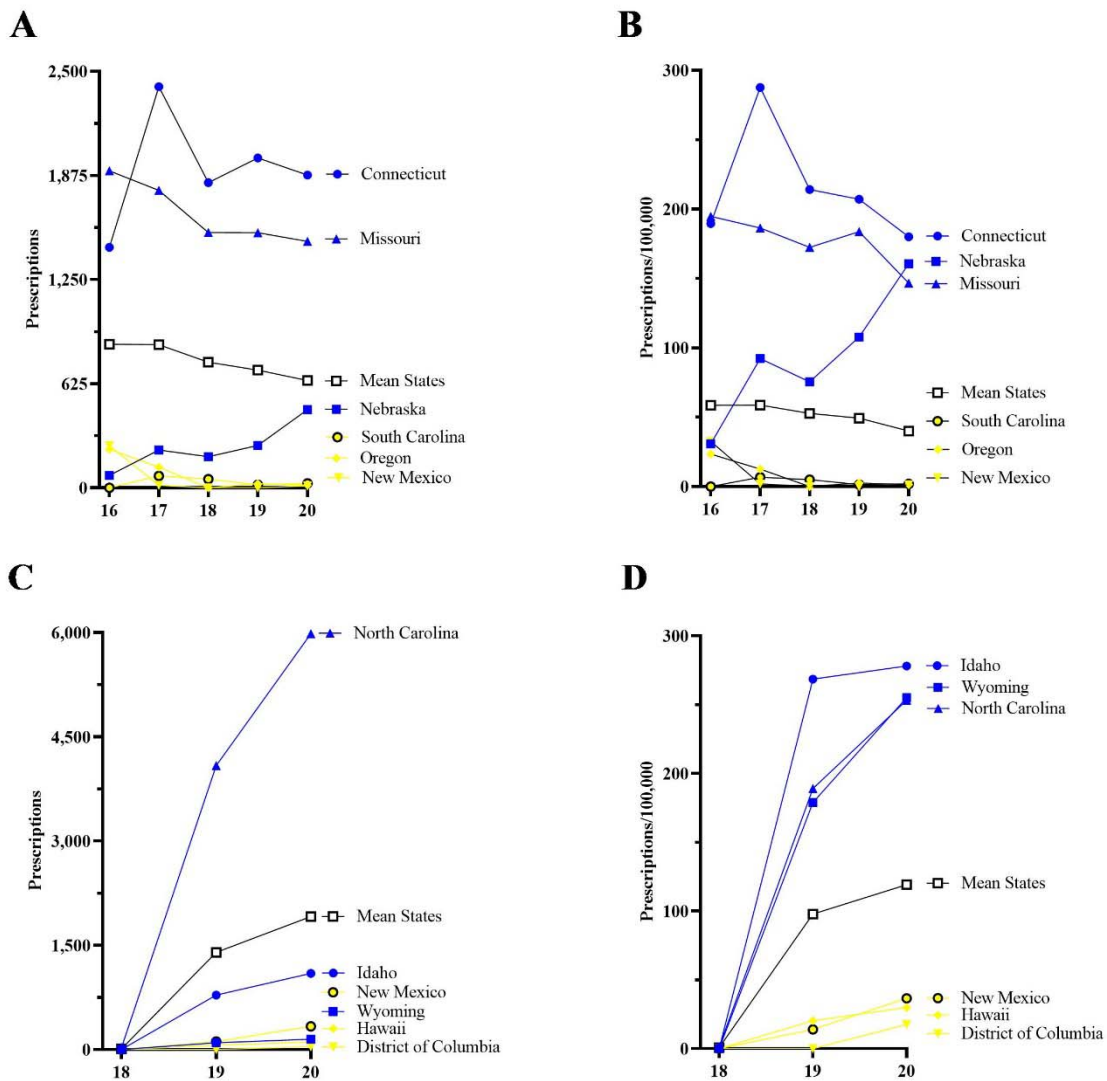 A
Prescriptions
2,500
1,875
1,250
625
0
16 17 18 19 20
Connecticut
Missouri
Mean States
Nebraska
South Carolina
Oregon
New Mexico
B
Prescriptions/100,000
300
200
100
0
16 17 18 19 20
Connecticut
Nebraska
Missouri
Mean States
South Carolina
Oregon
New Mexico
C
Prescriptions
6,000
4,500
3,000
1,500
0
18 19 20
North Carolina
Mean States
Idaho
New Mexico
Wyoming
Hawaii
District of Columbia
D
Prescriptions/100,000
300
200
100
0
18 19 20
Idaho
Wyoming
North Carolina
Mean States
New Mexico
Hawaii
District of Columbia